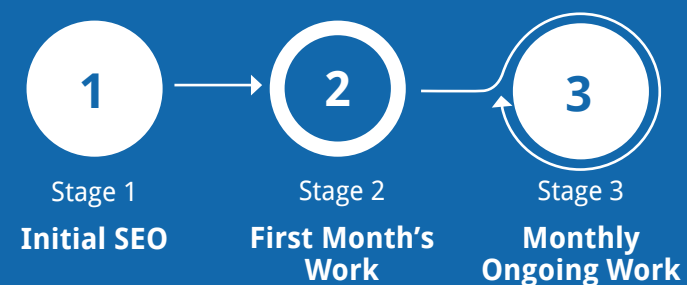 1
2
3
Stage 1
Stage 2
Stage 3
Initial SEO
First Month’s
Work
Monthly
Ongoing Work